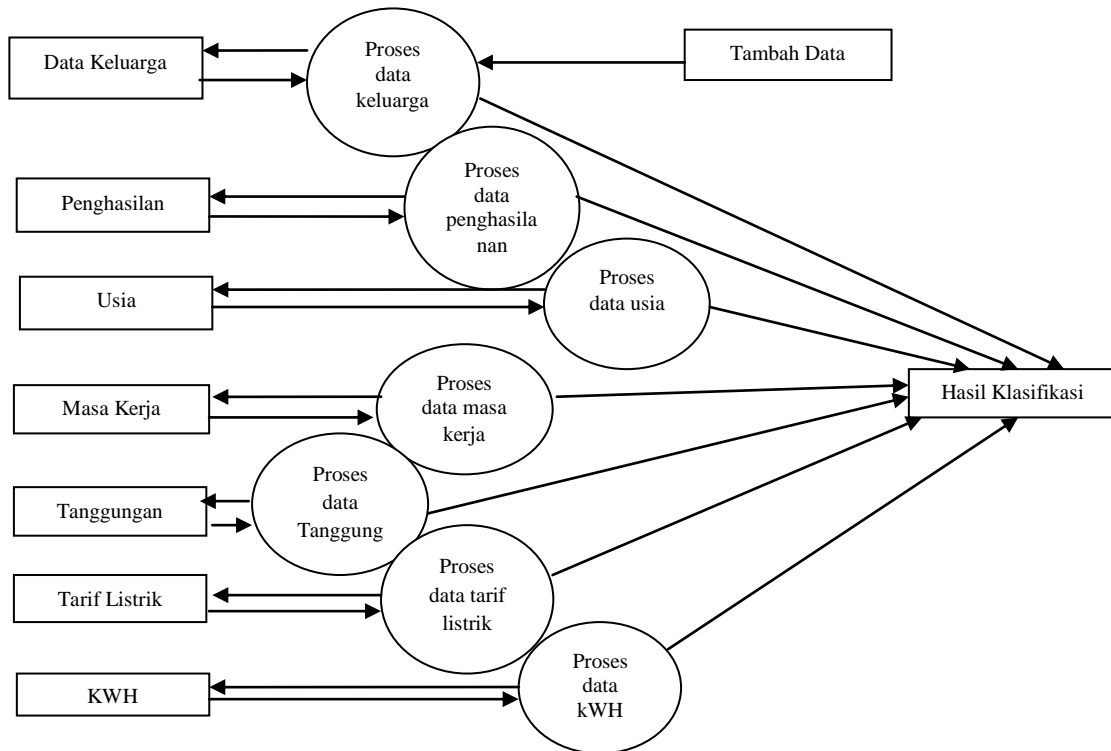 Data Keluarga
Proses
data
keluarga
Tambah Data
Penghasilan
Proses
data
penghasila
nan
Usia
Proses
data usia
Masa Kerja
Proses
data masa
kerja
Hasil Klasifikasi
Tanggungan
Proses
data
Tanggung
Tarif Listrik
Proses
data tarif
listrik
KWH
Proses
data
kWH